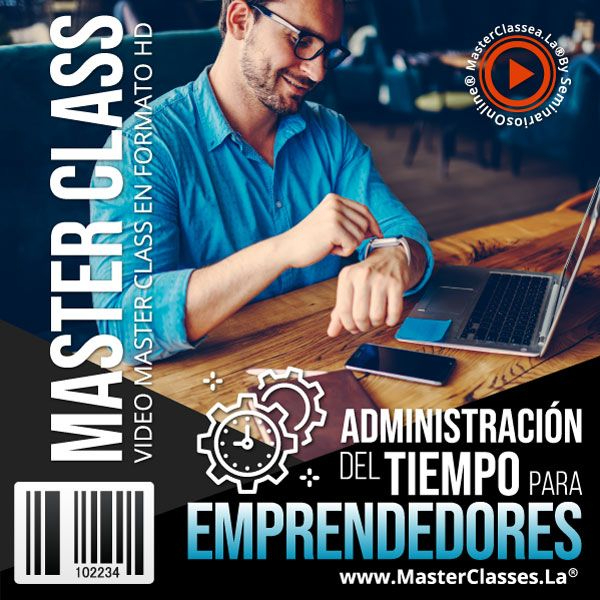 MASTER CLASS
VIDEO MASTER CLASS EN FORMATO HD
MasterClassea.La® By SeminariosOnline®
ADMINISTRACIÓN
DEL TIEMPO PARA
EMPRENDEDORES
www.MasterClasses.La®
102234